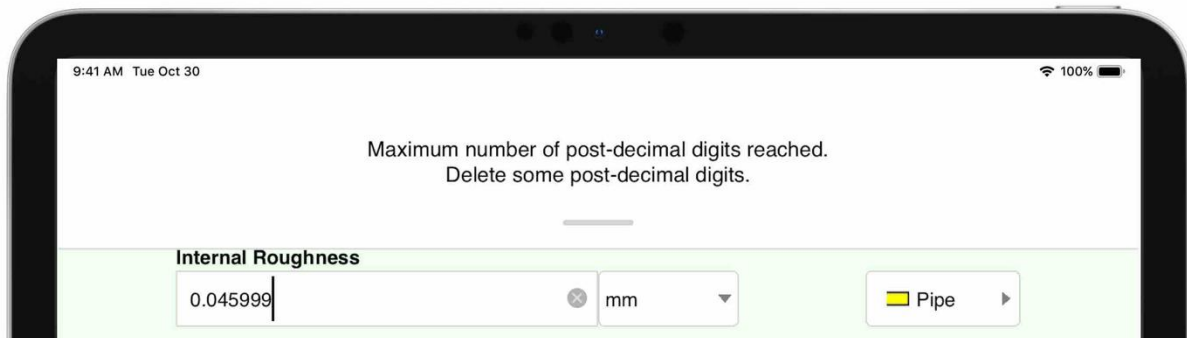 9:41 AM Tue Oct 30
100%
Maximum number of post-decimal digits reached.
Delete some post-decimal digits.
Internal Roughness
0.045999
mm
Pipe